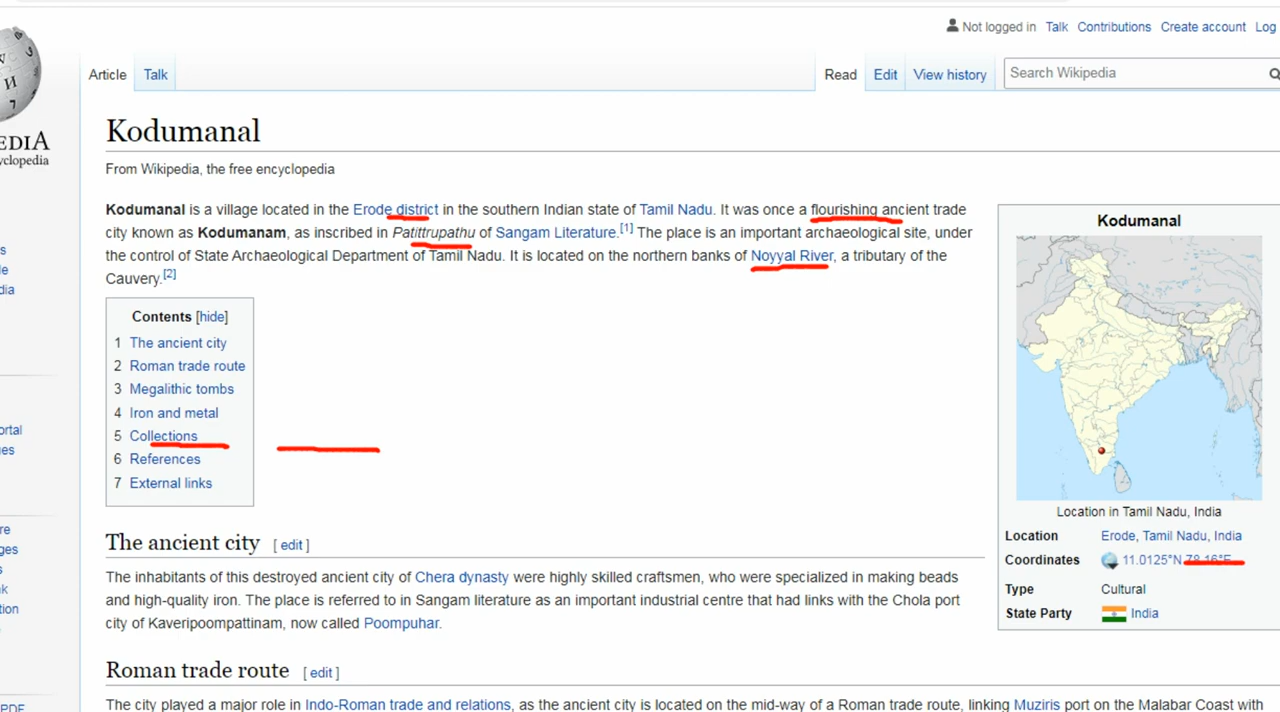 Not logged in Talk Contributions Create account Log
Article Talk Read Edit View history Search Wikipedia
EDIA
yclopedia
Kodumanal
From Wikipedia, the free encyclopedia
Kodumanal is a village located in the Erode district in the southern Indian state of Tamil Nadu. It was once a flourishing ancient trade
city known as Kodumanam, as inscribed in Patittrupathu of Sangam Literature.[1] The place is an important archaeological site, under
the control of State Archaeological Department of Tamil Nadu. It is located on the northern banks of Noyyal River, a tributary of the
Cauvery.[2]
Contents [hide]
1 The ancient city
2 Roman trade route
3 Megalithic tombs
4 Iron and metal
5 Collections
6 References
7 External links
Kodumanal
Location in Tamil Nadu, India
Location Erode, Tamil Nadu, India
Coordinates 11.0125°N 78.16°E
Type Cultural
State Party India
The ancient city [ edit ]
The inhabitants of this destroyed ancient city of Chera dynasty were highly skilled craftsmen, who were specialized in making beads
and high-quality iron. The place is referred to in Sangam literature as an important industrial centre that had links with the Chola port
city of Kaveripoompattinam, now called Poompuhar.
Roman trade route [ edit ]
The city played a major role in Indo-Roman trade and relations, as the ancient city is located on the mid-way of a Roman trade route, linking Muziris port on the Malabar Coast with